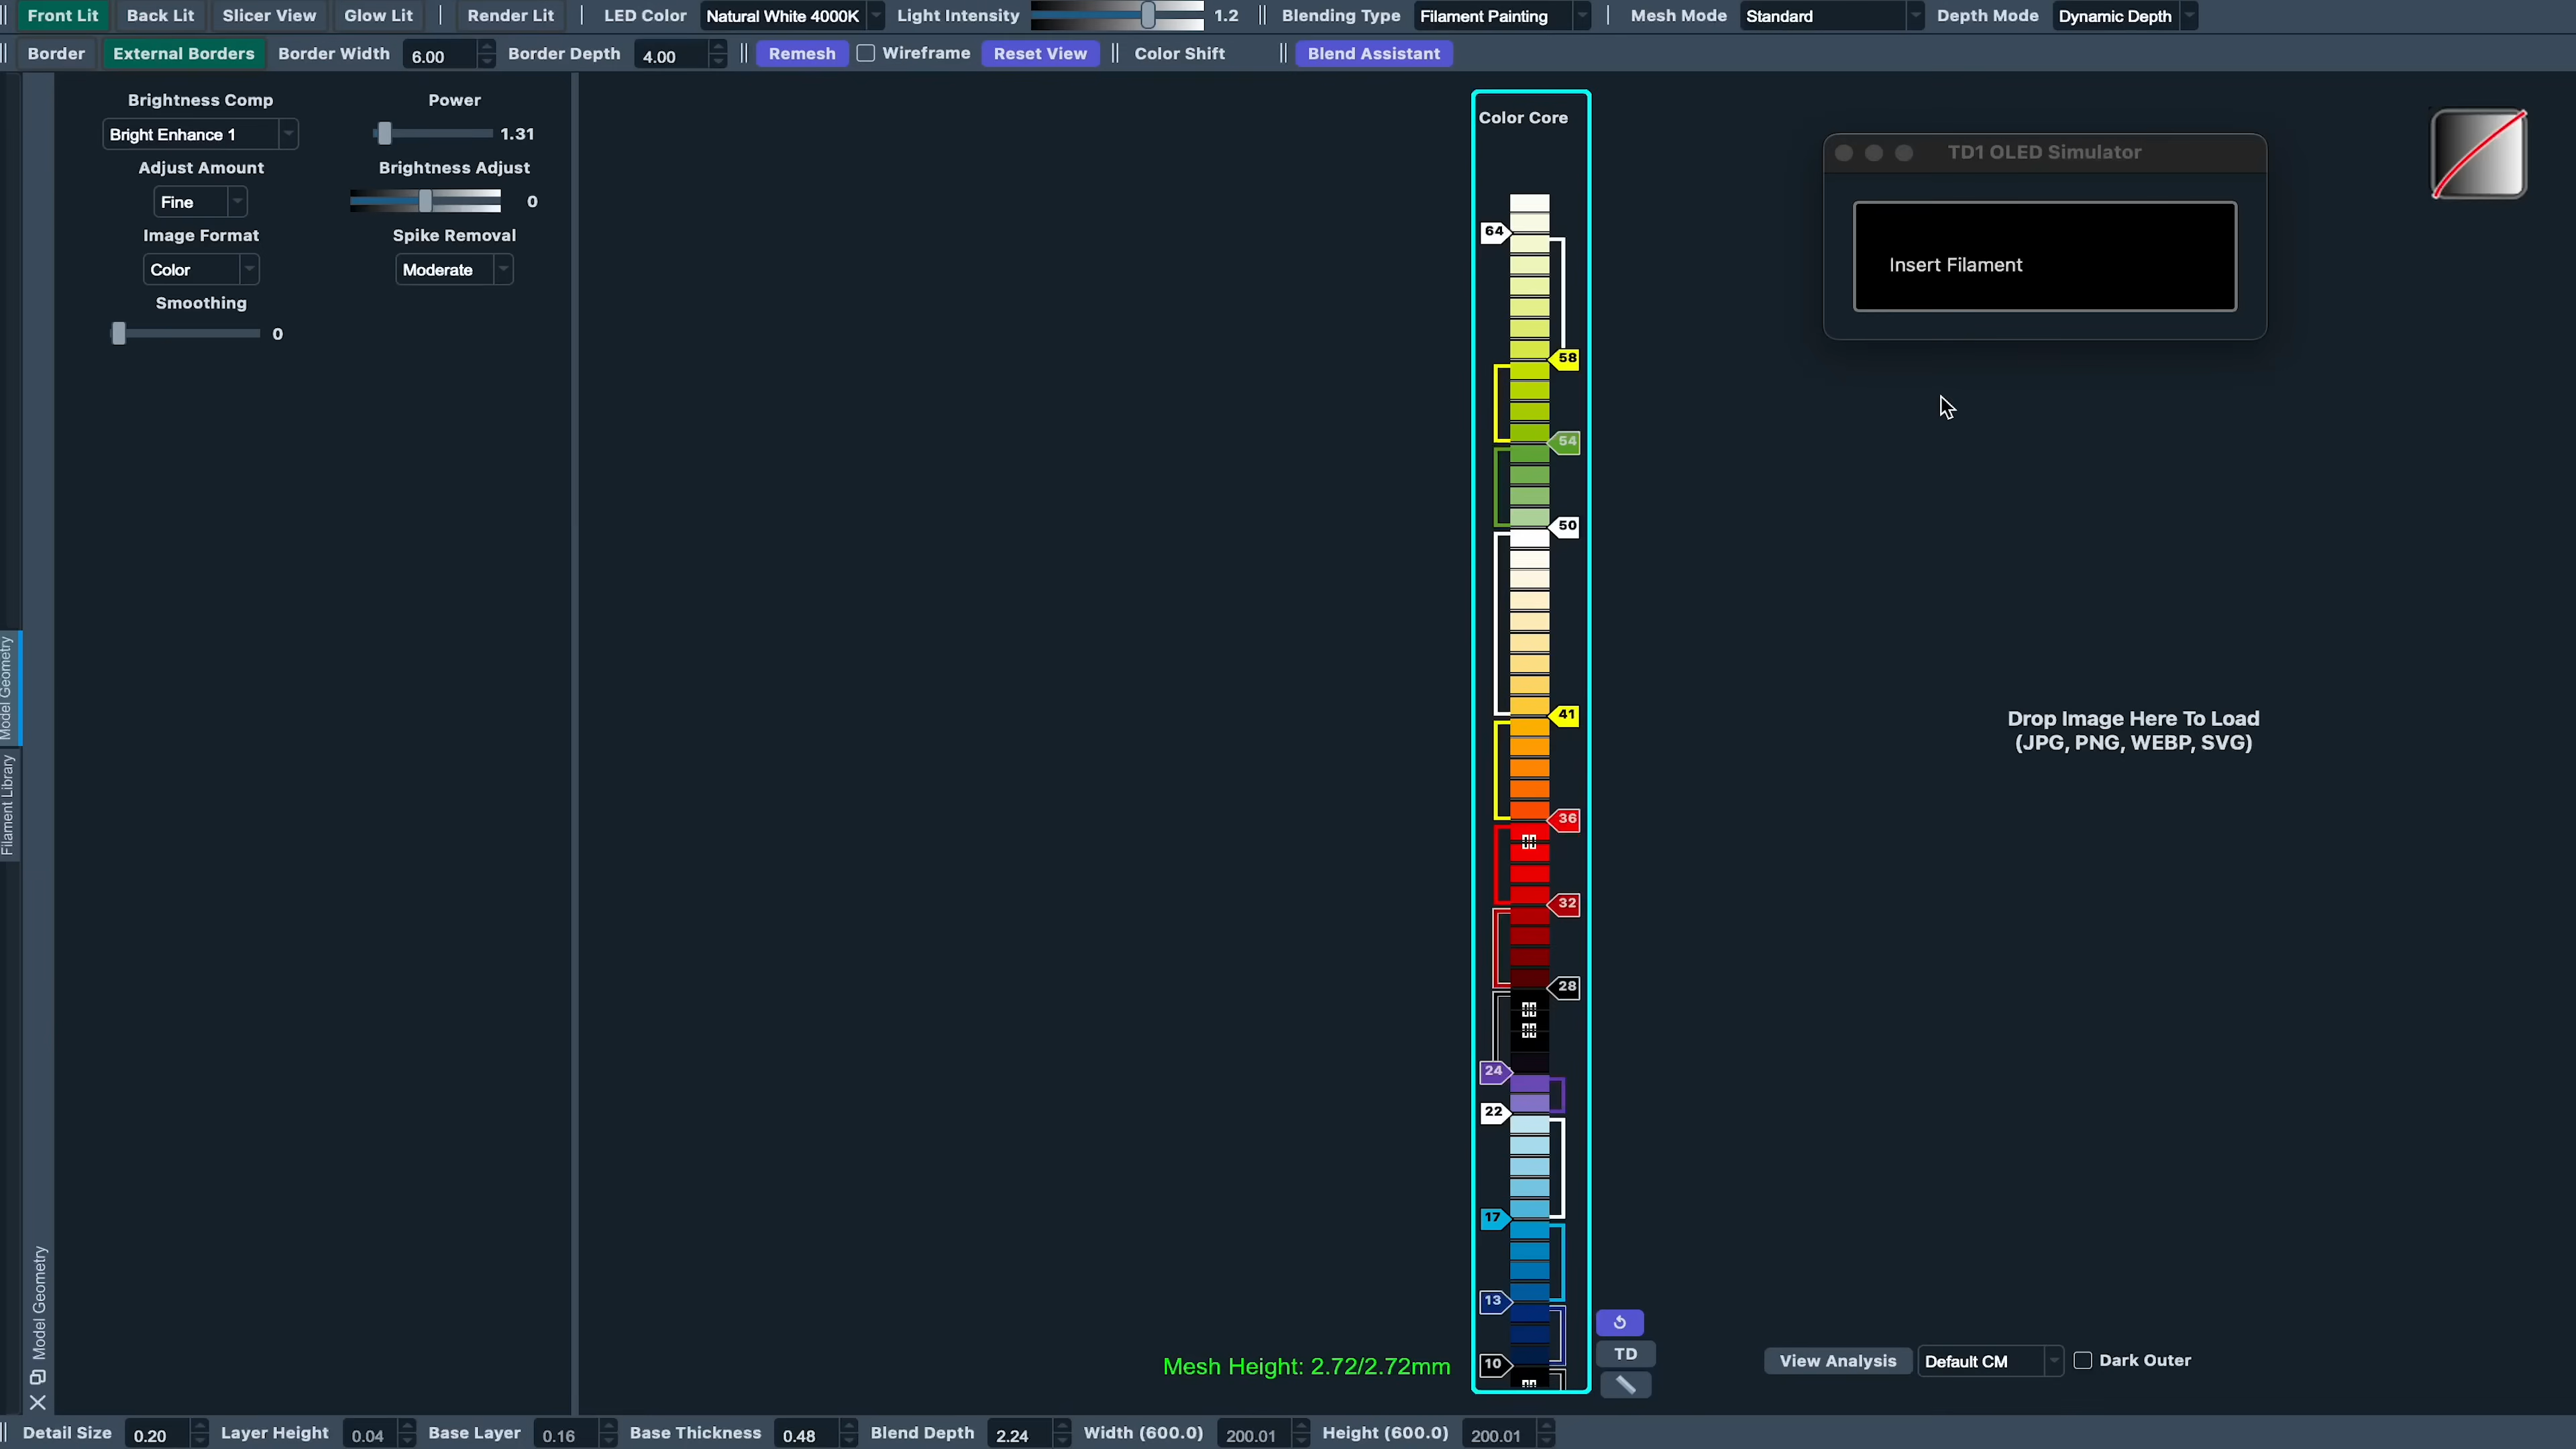 Front Lit Back Lit Slicer View Glow Lit Render Lit LED Color Natural White 4000K Light Intensity 1.2 Blending Type Filament Painting Mesh Mode Standard Depth Mode Dynamic Depth
Border External Borders Border Width 6.00 Border Depth 4.00 Remesh Wireframe Reset View Color Shift Blend Assistant
Brightness Comp Power
Bright Enhance 1 1.31
Adjust Amount Brightness Adjust
Fine 0
Image Format Spike Removal
Color Moderate
Smoothing
0
Model Geometry
Filament Library
Model Geometry
Color Core
64
58
54
50
41
36
32
28
24
22
17
13
10
Mesh Height: 2.72/2.72mm
TD
TD1 OLED Simulator
Insert Filament
Drop Image Here To Load
(JPG, PNG, WEBP, SVG)
View Analysis Default CM Dark Outer
Detail Size 0.20 Layer Height 0.04 Base Layer 0.16 Base Thickness 0.48 Blend Depth 2.24 Width (600.0) 200.01 Height (600.0) 200.01